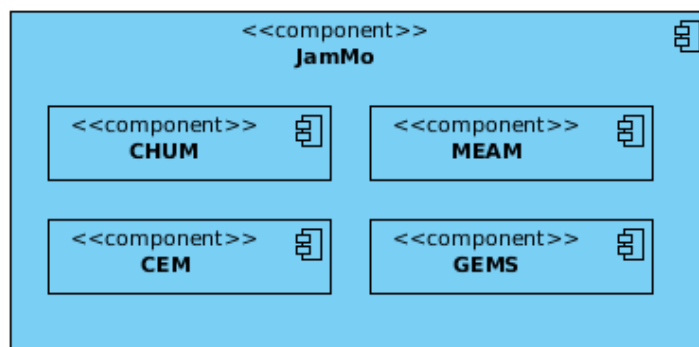 <<component>>
JamMo
<<component>>
CHUM
<<component>>
MEAM
<<component>>
CEM
<<component>>
GEMS